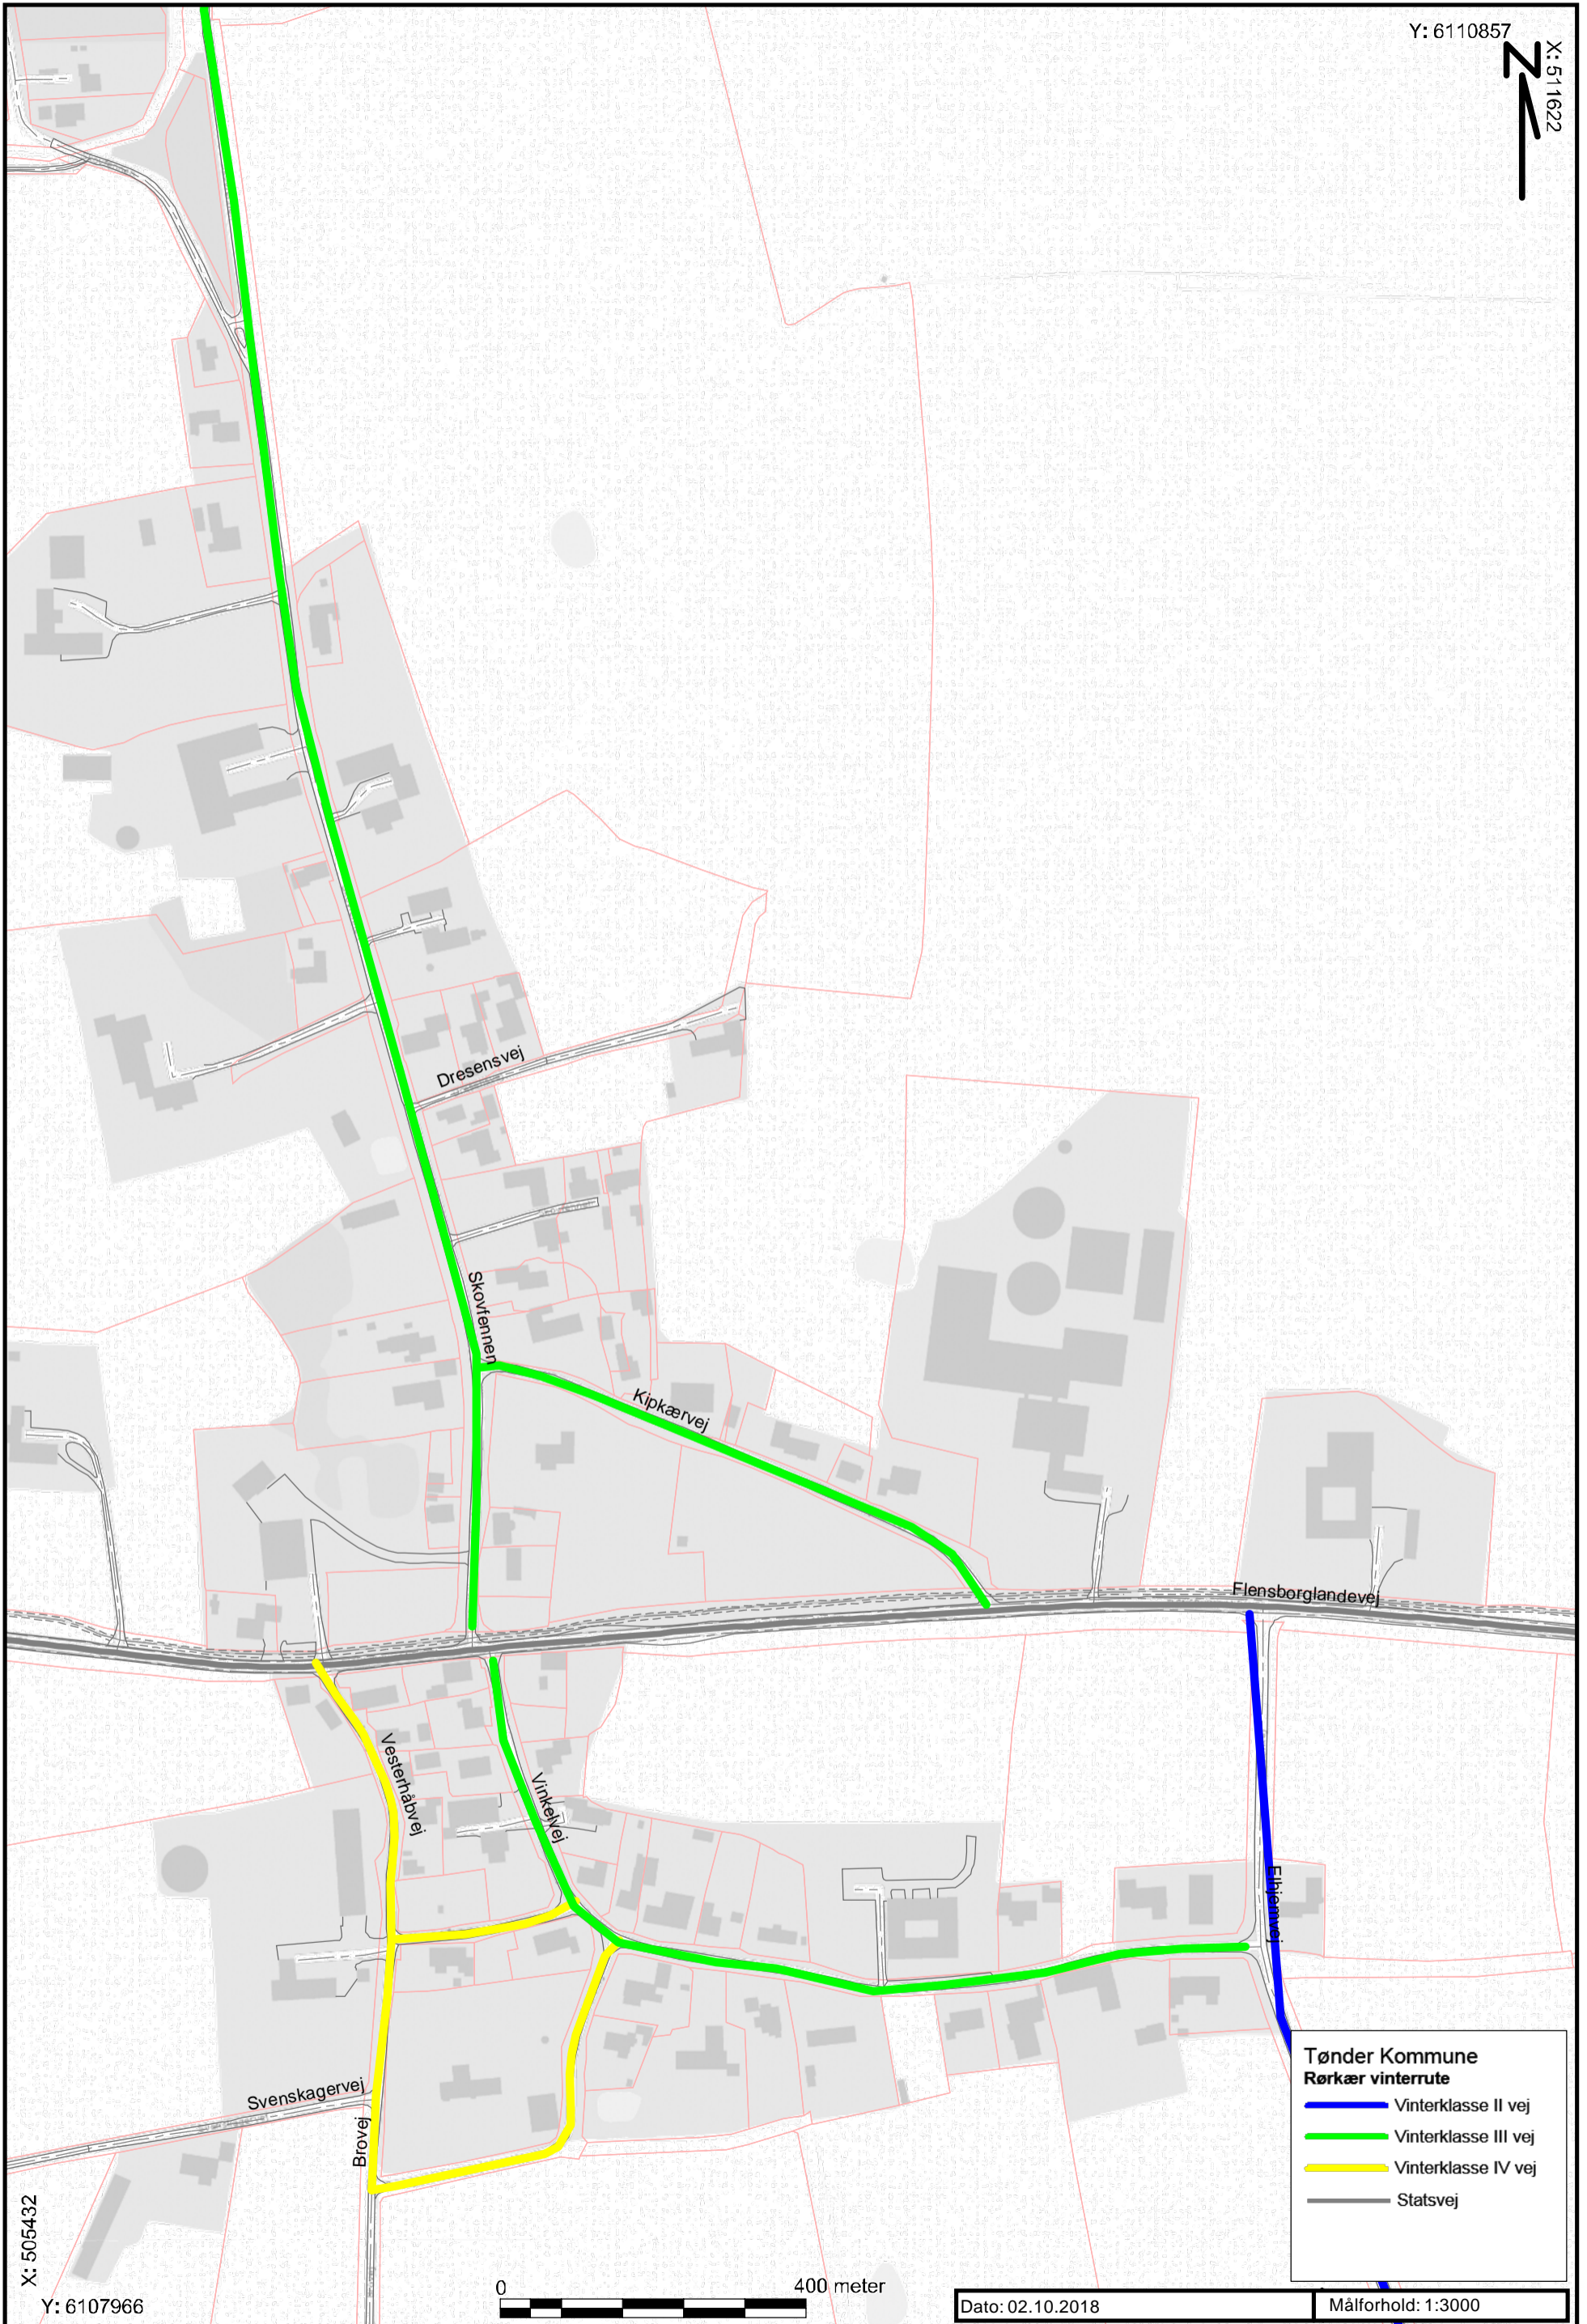 Y: 6110857
X: 511622
N
Dresensvej
Skovfennen
Kipkærvej
Flensborglandevej
Vesterhåbvej
Vinkelvej
Elhjemvej
Svenskagervej
Brovej
Tønder Kommune
Rørkær vinterrute
Vinterklasse II vej
Vinterklasse III vej
Vinterklasse IV vej
Statsvej
X: 505432
Y: 6107966
0 400 meter
Dato: 02.10.2018
Målforhold: 1:3000